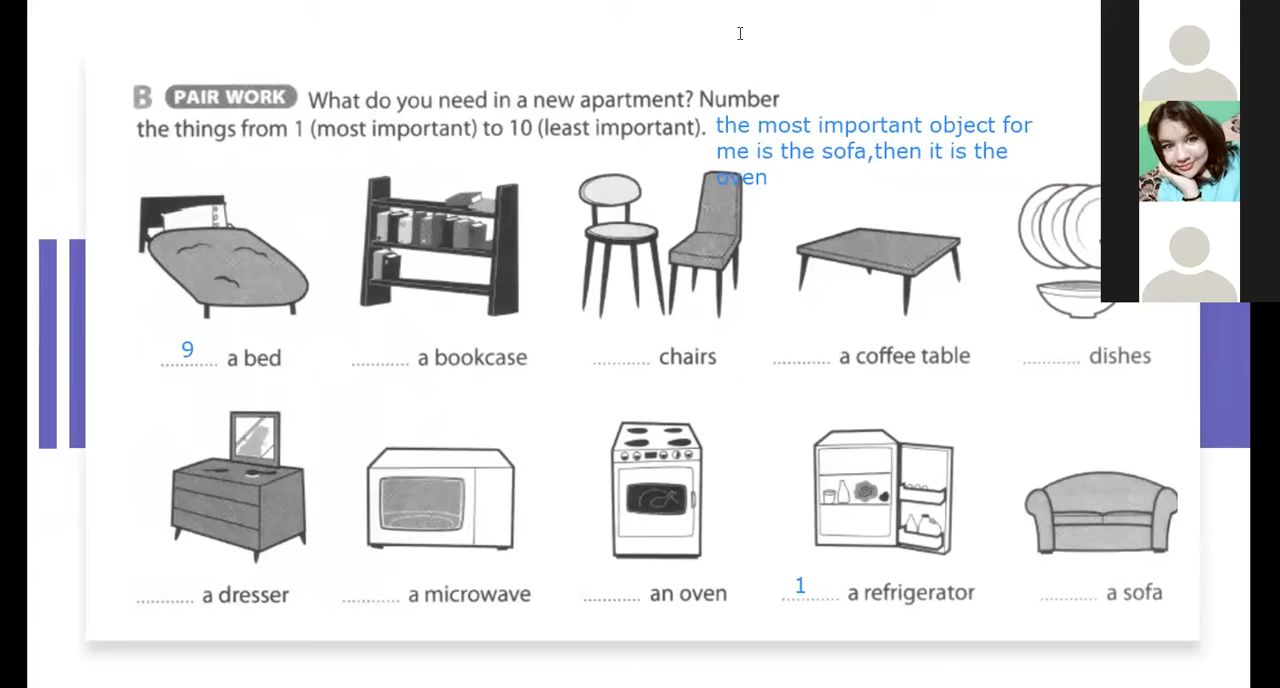 B PAIR WORK What do you need in a new apartment? Number
the things from 1 (most important) to 10 (least important).
the most important object for
me is the sofa,then it is the
oven
9 a bed
a bookcase
chairs
a coffee table
dishes
a dresser
a microwave
an oven
1 a refrigerator
a sofa